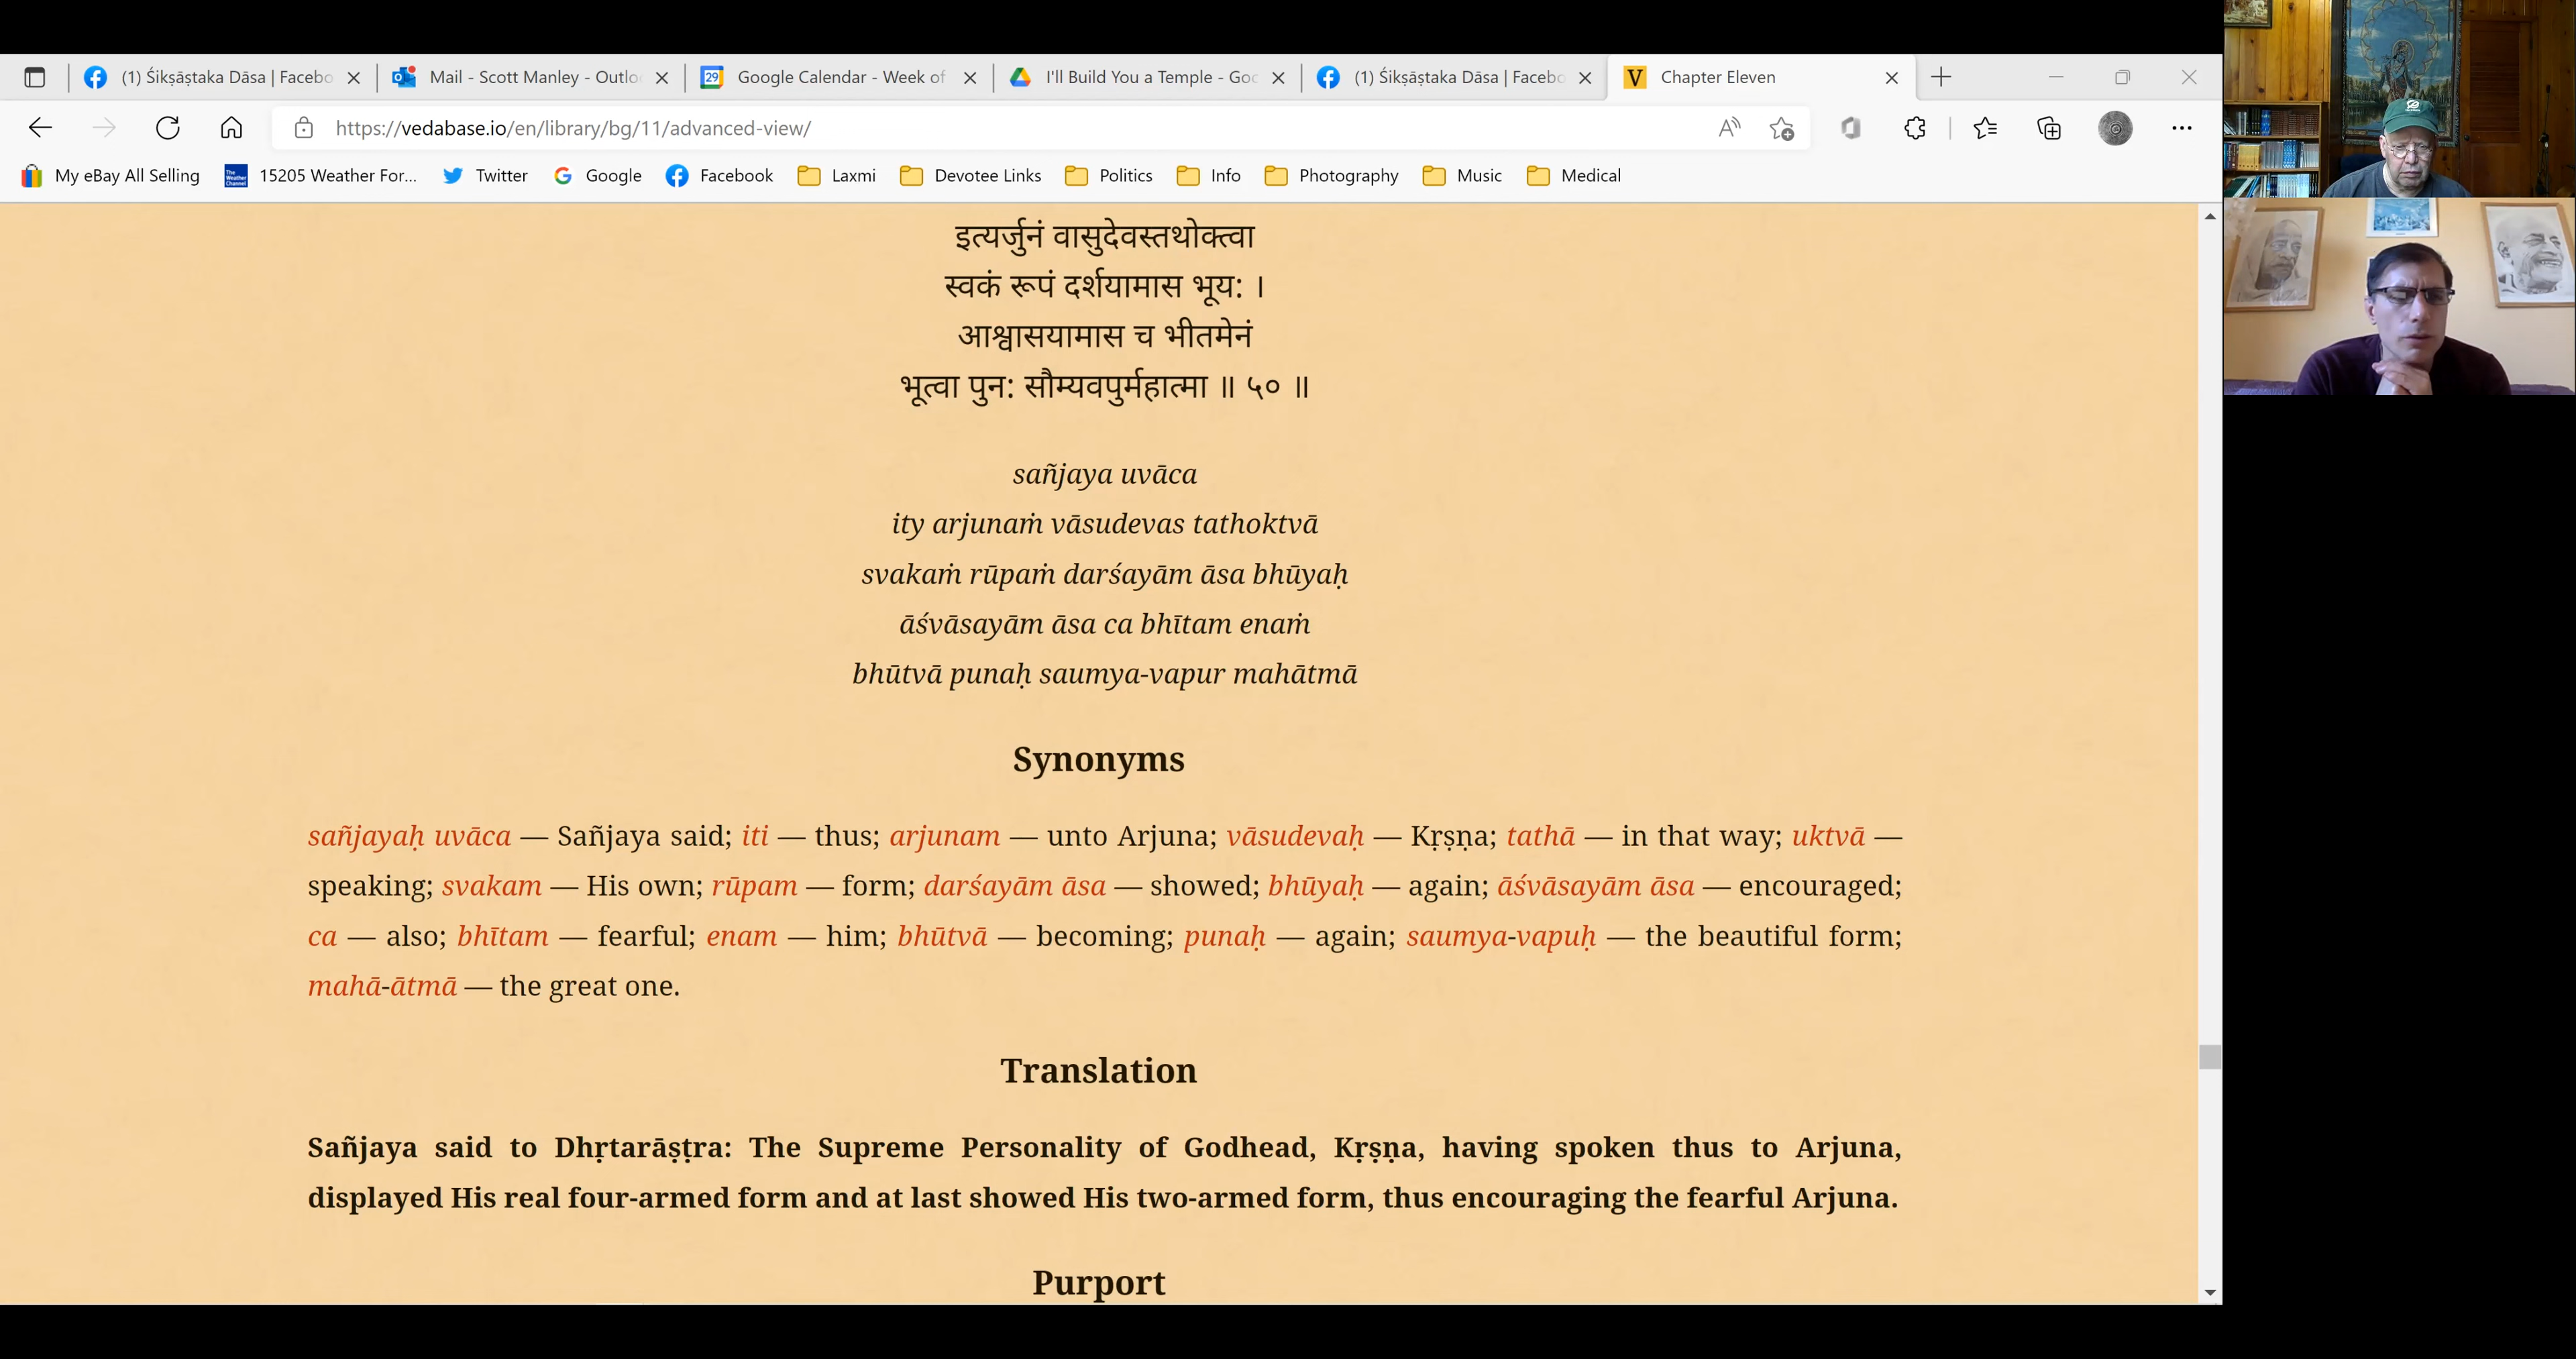 (1) Śikṣāṣṭaka Dāsa | Facebo
Mail - Scott Manley - Outlo
Google Calendar - Week of
I'll Build You a Temple - Goo
(1) Śikṣāṣṭaka Dāsa | Facebo
Chapter Eleven
https://vedabase.io/en/library/bg/11/advanced-view/
My eBay All Selling
The Weather Channel
15205 Weather For...
Twitter
Google
Facebook
Laxmi
Devotee Links
Politics
Info
Photography
Music
Medical
इत्यर्जुनं वासुदेवस्तथोक्त्वा
स्वकं रूपं दर्शयामास भूय: ।
आश्वासयामास च भीतमेनं
भूत्वा पुन: सौम्यवपुर्महात्मा ॥ ५० ॥
sañjaya uvāca
ity arjunaṁ vāsudevas tathoktvā
svakaṁ rūpaṁ darśayām āsa bhūyaḥ
āśvāsayām āsa ca bhītam enaṁ
bhūtvā punaḥ saumya-vapur mahātmā
Synonyms
sañjayaḥ uvāca — Sañjaya said; iti — thus; arjunam — unto Arjuna; vāsudevaḥ — Kṛṣṇa; tathā — in that way; uktvā —
speaking; svakam — His own; rūpam — form; darśayām āsa — showed; bhūyaḥ — again; āśvāsayām āsa — encouraged;
ca — also; bhītam — fearful; enam — him; bhūtvā — becoming; punaḥ — again; saumya-vapuḥ — the beautiful form;
mahā-ātmā — the great one.
Translation
Sañjaya said to Dhṛtarāṣṭra: The Supreme Personality of Godhead, Kṛṣṇa, having spoken thus to Arjuna,
displayed His real four-armed form and at last showed His two-armed form, thus encouraging the fearful Arjuna.
Purport